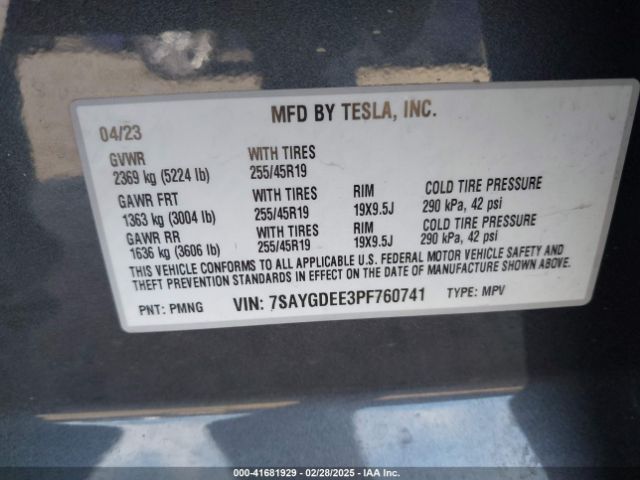 MFD BY TESLA, INC.
04/23
GVWR WITH TIRES
2369 kg (5224 lb) 255/45R19
GAWR FRT WITH TIRES RIM COLD TIRE PRESSURE
1363 kg (3004 lb) 255/45R19 19X9.5J 290 kPa, 42 psi
GAWR RR WITH TIRES RIM COLD TIRE PRESSURE
1636 kg (3606 lb) 255/45R19 19X9.5J 290 kPa, 42 psi
THIS VEHICLE CONFORMS TO ALL APPLICABLE U.S. FEDERAL MOTOR VEHICLE SAFETY AND
THEFT PREVENTION STANDARDS IN EFFECT ON THE DATE OF MANUFACTURE SHOWN ABOVE.
PNT: PMNG VIN: 7SAYGDEE3PF760741 TYPE: MPV
000-41681929 - 02/28/2025 - IAA Inc.